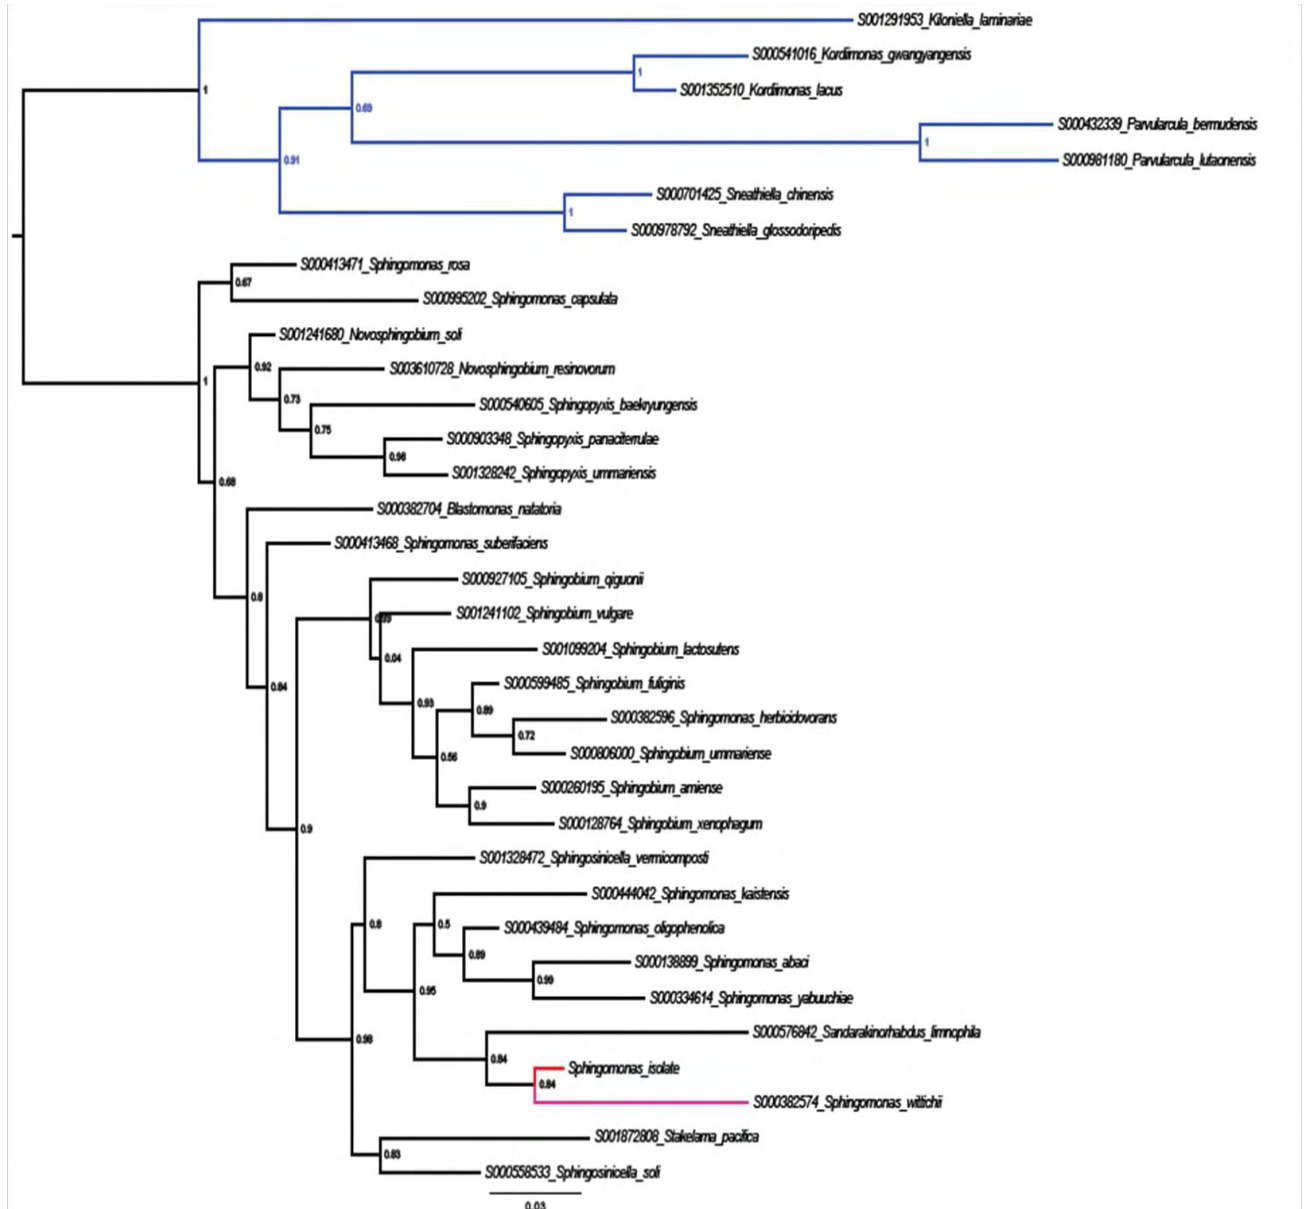 S001291953_Kiloniella_laminariae
S000541016_Kordiimonas_gwangyangensis
1
S001352510_Kordiimonas_lacus
1
0.69
S000432339_Parvularcula_bermudensis
1
S000981180_Parvularcula_lutaonensis
0.91
S000701425_Sneathiella_chinensis
1
S000978792_Sneathiella_glossodoripedis
S000413471_Sphingomonas_rosa
0.67
S000995202_Sphingomonas_capsulata
S001241680_Novosphingobium_soli
0.92
S003610728_Novosphingobium_resinovorum
1
0.73
S000540605_Sphingopyxis_baekryungensis
0.75
S000903348_Sphingopyxis_panaciterrulae
0.98
S001328242_Sphingopyxis_ummariensis
0.68
S000382704_Blastomonas_natatoria
S000413468_Sphingomonas_suberifaciens
S000927105_Sphingobium_qiguonii
0.8
S001241102_Sphingobium_vulgare
0.99
S001099204_Sphingobium_lactosutens
0.04
S000599485_Sphingobium_fuliginis
0.84
0.93
0.89
S000382596_Sphingomonas_herbicidovorans
0.72
S000806000_Sphingobium_ummariense
0.56
S000260195_Sphingobium_amiense
0.9
S000128764_Sphingobium_xenophagum
0.9
S001328472_Sphingosinicella_vermicomposti
S000444042_Sphingomonas_kaistensis
0.8
0.5
S000439484_Sphingomonas_oligophenolica
0.89
S000138899_Sphingomonas_abaci
0.99
0.95
S000334614_Sphingomonas_yabuuchiae
S000576842_Sandarakinorhabdus_limnophila
0.98
0.84
Sphingomonas_isolate
0.84
S000382574_Sphingomonas_wittichii
S001872808_Stakelama_pacifica
0.83
S000558533_Sphingosinicella_soli
0.03